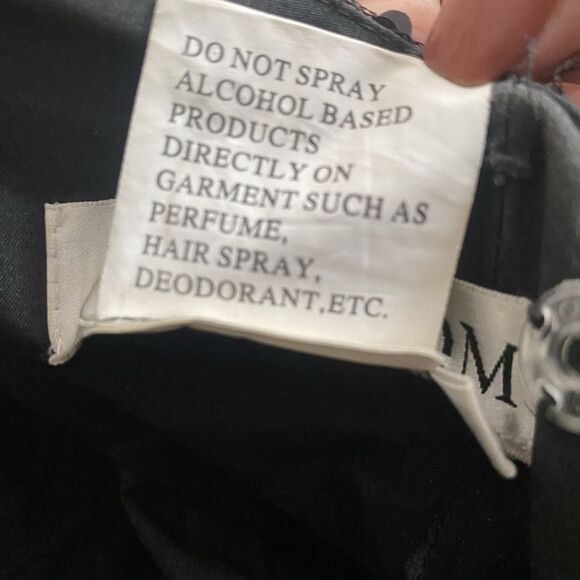 DO NOT SPRAY
ALCOHOL BASED
PRODUCTS
DIRECTLY ON
GARMENT SUCH AS
PERFUME,
HAIR SPRAY,
DEODORANT,ETC.